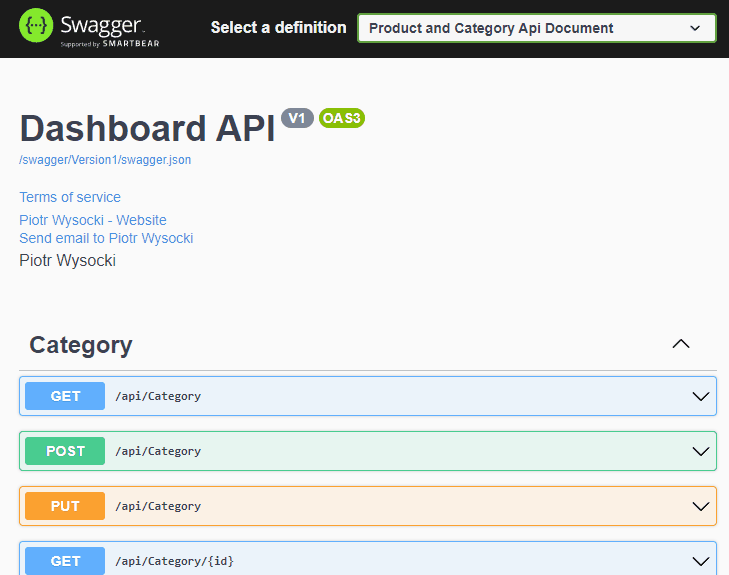 {···} Swagger
Supported by SMARTBEAR
Select a definition
Product and Category Api Document
Dashboard API V1 OAS3
/swagger/Version1/swagger.json
Terms of service
Piotr Wysocki - Website
Send email to Piotr Wysocki
Piotr Wysocki
Category
GET /api/Category
POST /api/Category
PUT /api/Category
GET /api/Category/{id}